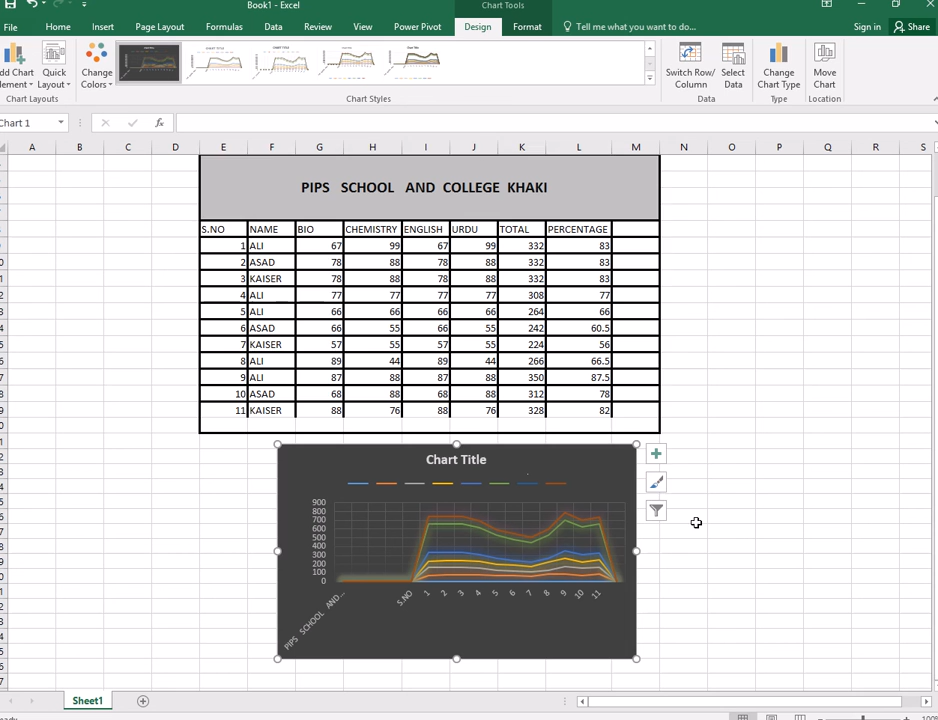 Book1 - Excel
Chart Tools
File Home Insert Page Layout Formulas Data Review View Power Pivot Design Format Tell me what you want to do... Sign in Share
Quick Layout
Change Colors
Switch Row/ Column
Select Data
Change Chart Type
Move Chart
Chart Layouts Chart Styles Data Type Location
Chart 1 fx
A B C D E F G H I J K L M N O P Q R S
PIPS SCHOOL AND COLLEGE KHAKI
S.NO NAME BIO CHEMISTRY ENGLISH URDU TOTAL PERCENTAGE
1 ALI 67 99 67 99 332 83
2 ASAD 78 88 78 88 332 83
3 KAISER 78 88 78 88 332 83
4 ALI 77 77 77 77 308 77
5 ALI 66 66 66 66 264 66
6 ASAD 66 55 66 55 242 60.5
7 KAISER 57 55 57 55 224 56
8 ALI 89 44 89 44 266 66.5
9 ALI 87 88 87 88 350 87.5
10 ASAD 68 88 68 88 312 78
11 KAISER 88 76 88 76 328 82
Chart Title
900
800
700
600
500
400
300
200
100
0
PIPS SCHOOL AND... S.NO 1 2 3 4 5 6 7 8 9 10 11
Sheet1